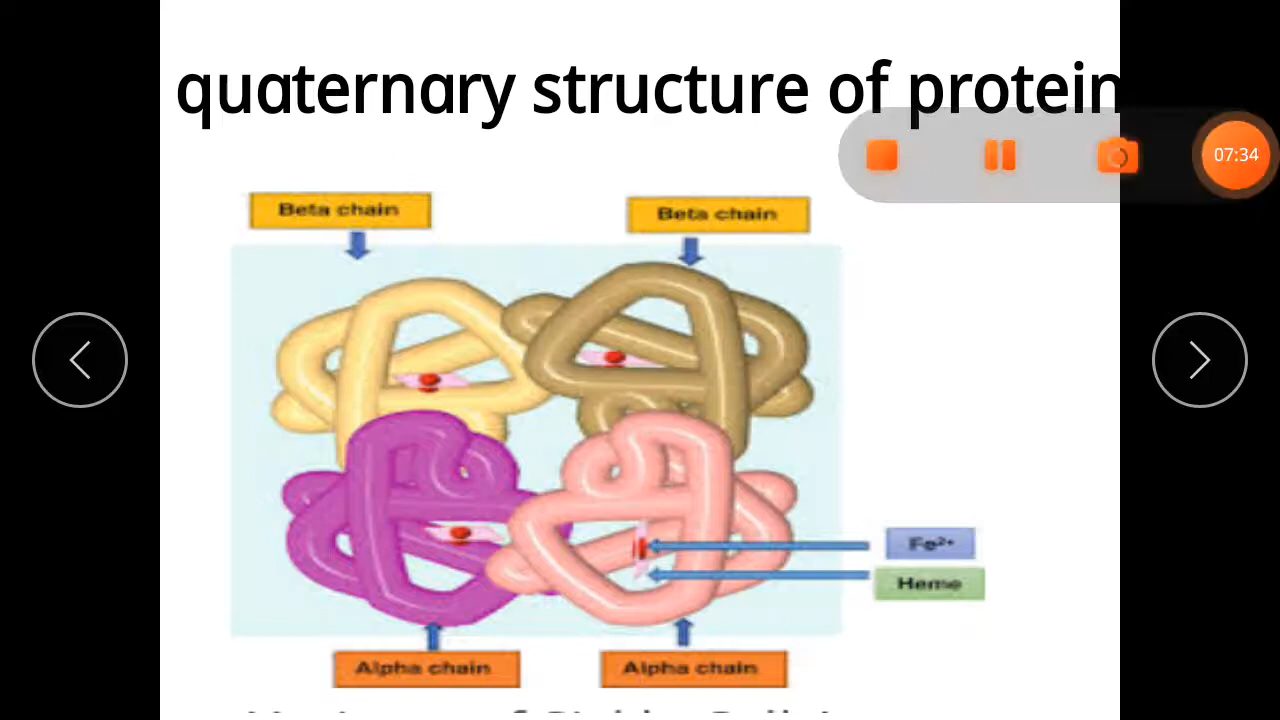 quaternary structure of protein
07:34
Beta chain
Beta chain
Fe²⁺
Heme
Alpha chain
Alpha chain